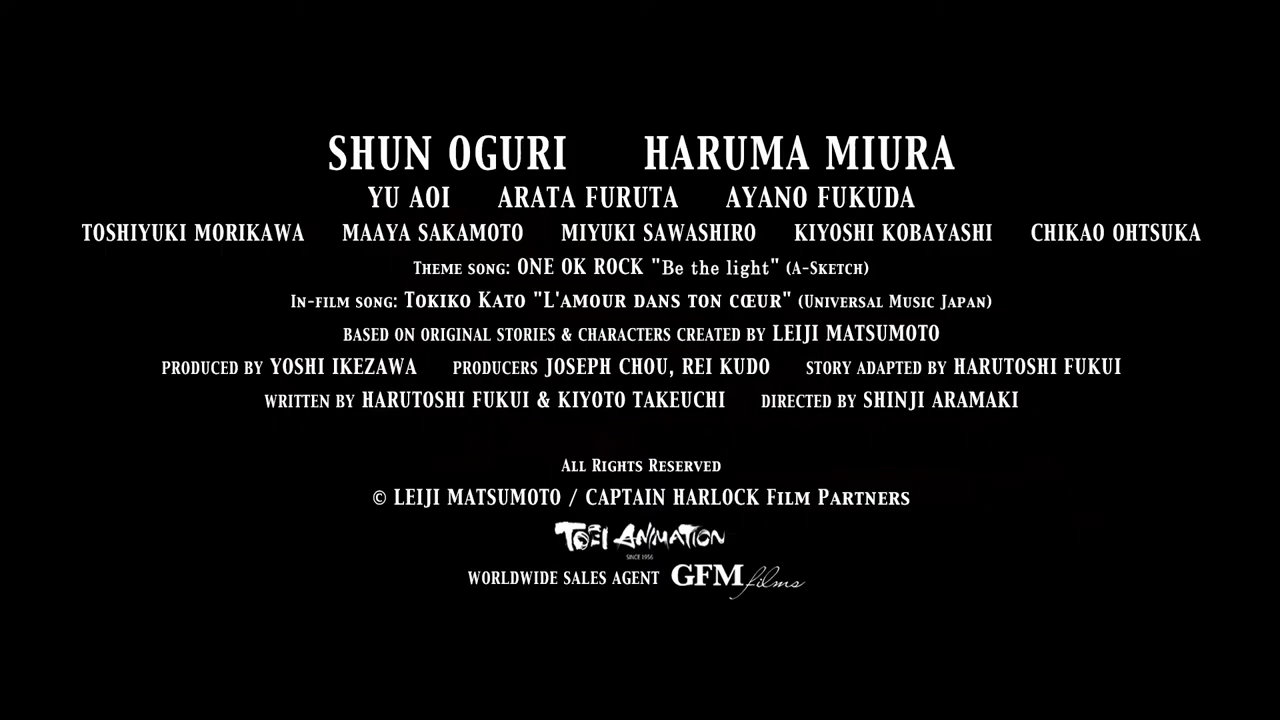 SHUN OGURI HARUMA MIURA
YU AOI ARATA FURUTA AYANO FUKUDA
TOSHIYUKI MORIKAWA MAAYA SAKAMOTO MIYUKI SAWASHIRO KIYOSHI KOBAYASHI CHIKAO OHTSUKA
THEME SONG: ONE OK ROCK "Be the light" (A-SKETCH)
IN-FILM SONG: TOKIKO KATO "L'AMOUR DANS TON CŒUR" (UNIVERSAL MUSIC JAPAN)
BASED ON ORIGINAL STORIES & CHARACTERS CREATED BY LEIJI MATSUMOTO
PRODUCED BY YOSHI IKEZAWA PRODUCERS JOSEPH CHOU, REI KUDO STORY ADAPTED BY HARUTOSHI FUKUI
WRITTEN BY HARUTOSHI FUKUI & KIYOTO TAKEUCHI DIRECTED BY SHINJI ARAMAKI
ALL RIGHTS RESERVED
© LEIJI MATSUMOTO / CAPTAIN HARLOCK FILM PARTNERS
TOEI ANIMATION
SINCE 1956
WORLDWIDE SALES AGENT GFM films